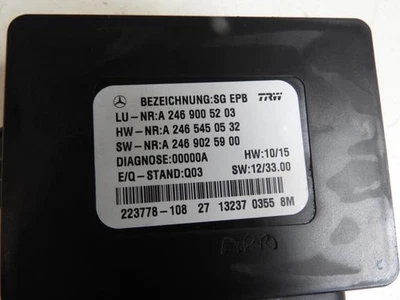 BEZEICHNUNG:SG EPB TRW
LU-NR:A 246 900 52 03
HW-NR:A 246 545 05 32
SW-NR:A 246 902 59 00
DIAGNOSE:00000A HW:10/15
E/Q-STAND:Q03 SW:12/33.00
223778-108 27 13237 0355 8M